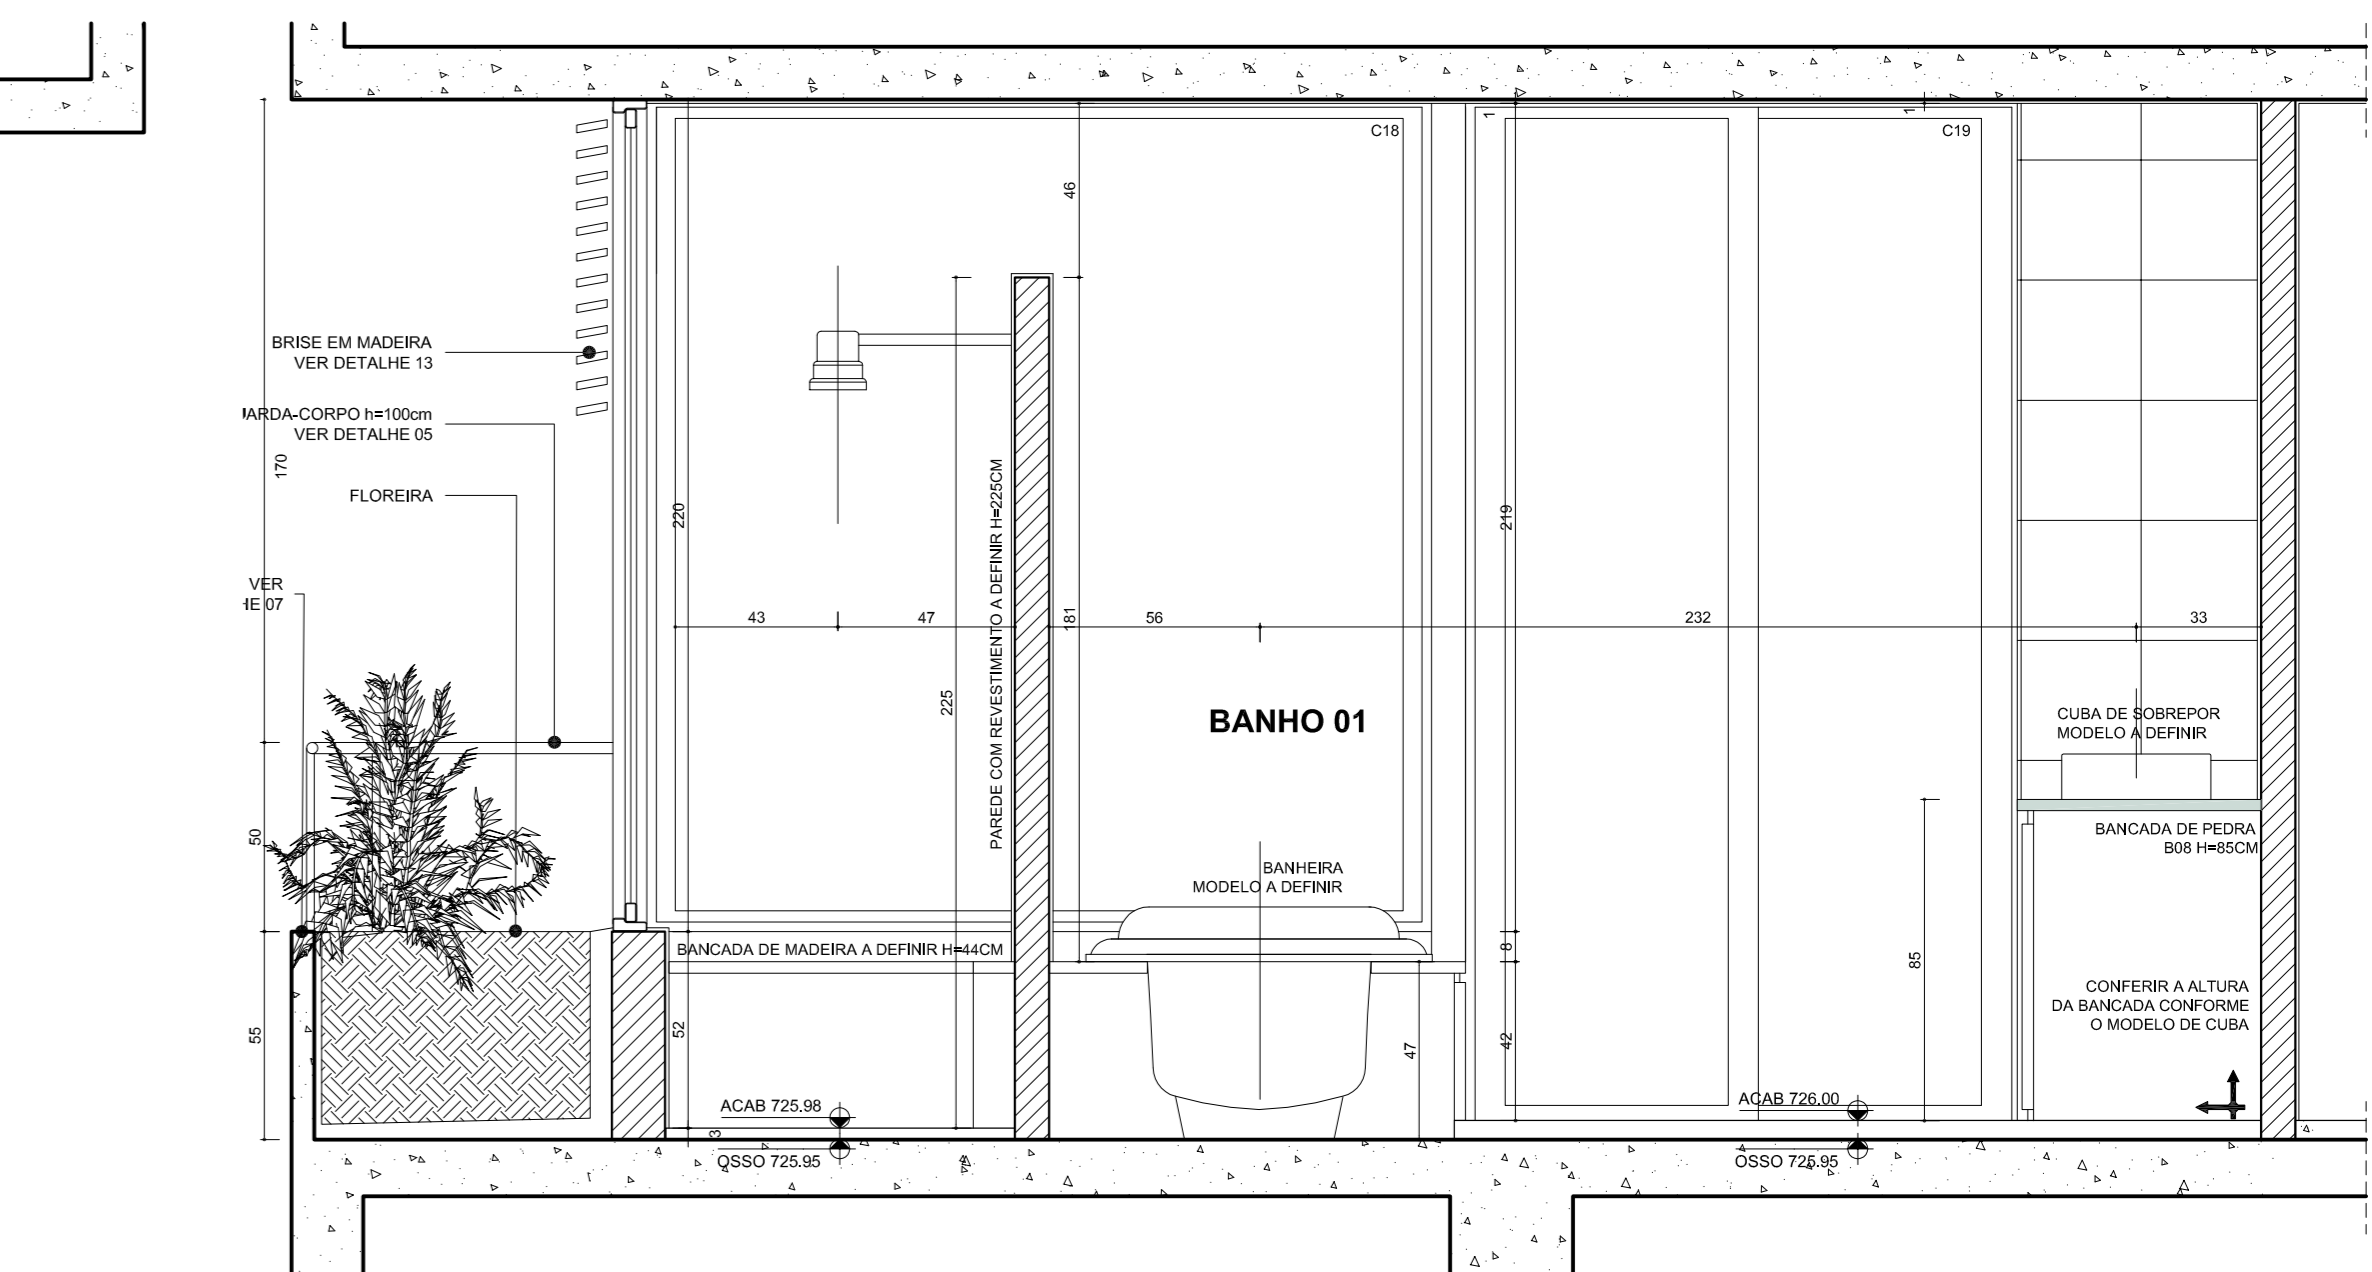 C18
C19
1
1
46
BRISE EM MADEIRA
VER DETALHE 13
ARDA-CORPO h=100cm
VER DETALHE 05
170
FLOREIRA
220
219
PAREDE COM REVESTIMENTO A DEFINIR H=225CM
VER
07
43
47
181
56
232
33
225
BANHO 01
CUBA DE SOBREPOR
MODELO A DEFINIR
50
BANCADA DE PEDRA
B08 H=85CM
BANHEIRA
MODELO A DEFINIR
BANCADA DE MADEIRA A DEFINIR H=44CM
8
85
CONFERIR A ALTURA
DA BANCADA CONFORME
O MODELO DE CUBA
55
52
47
42
ACAB 725.98
ACAB 726.00
3
OSSO 725.95
OSSO 725.95